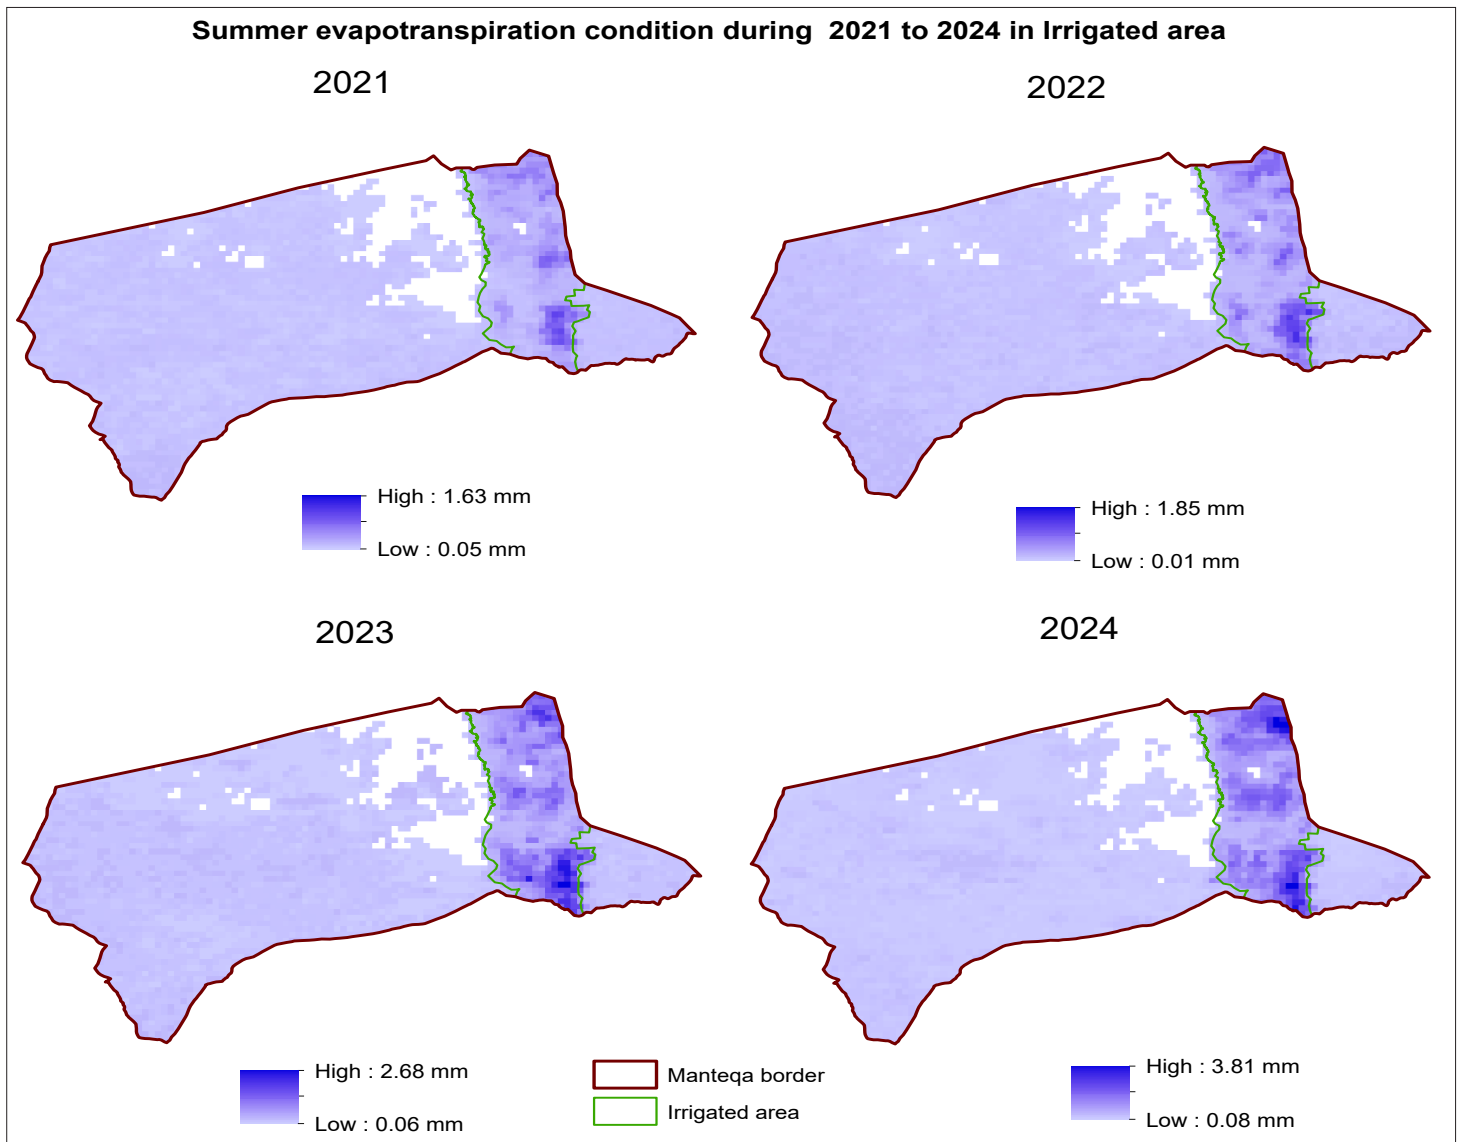 Summer evapotranspiration condition during  2021 to 2024 in Irrigated area
2021
2022
High : 1.63 mm
Low : 0.05 mm
High : 1.85 mm
Low : 0.01 mm
2023
2024
High : 2.68 mm
Low : 0.06 mm
Manteqa border
Irrigated area
High : 3.81 mm
Low : 0.08 mm